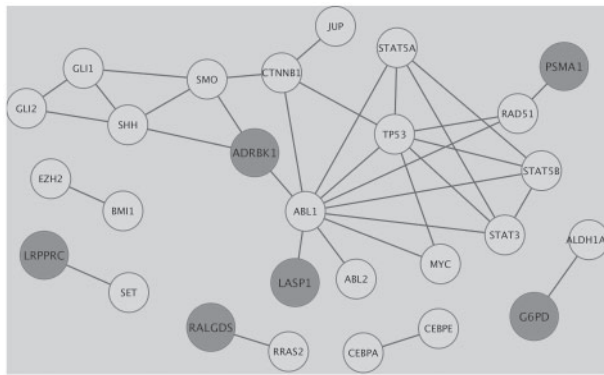 JUP
STAT5A
GLI1
SMO
CTNNB1
PSMA1
GLI2
SHH
RAD51
TP53
ADRBK1
EZH2
STAT5B
BMI1
ABL1
STAT3
ALDH1A
LRPPRC
MYC
SET
LASP1
ABL2
G6PD
RALGDS
CEBPE
RRAS2
CEBPA